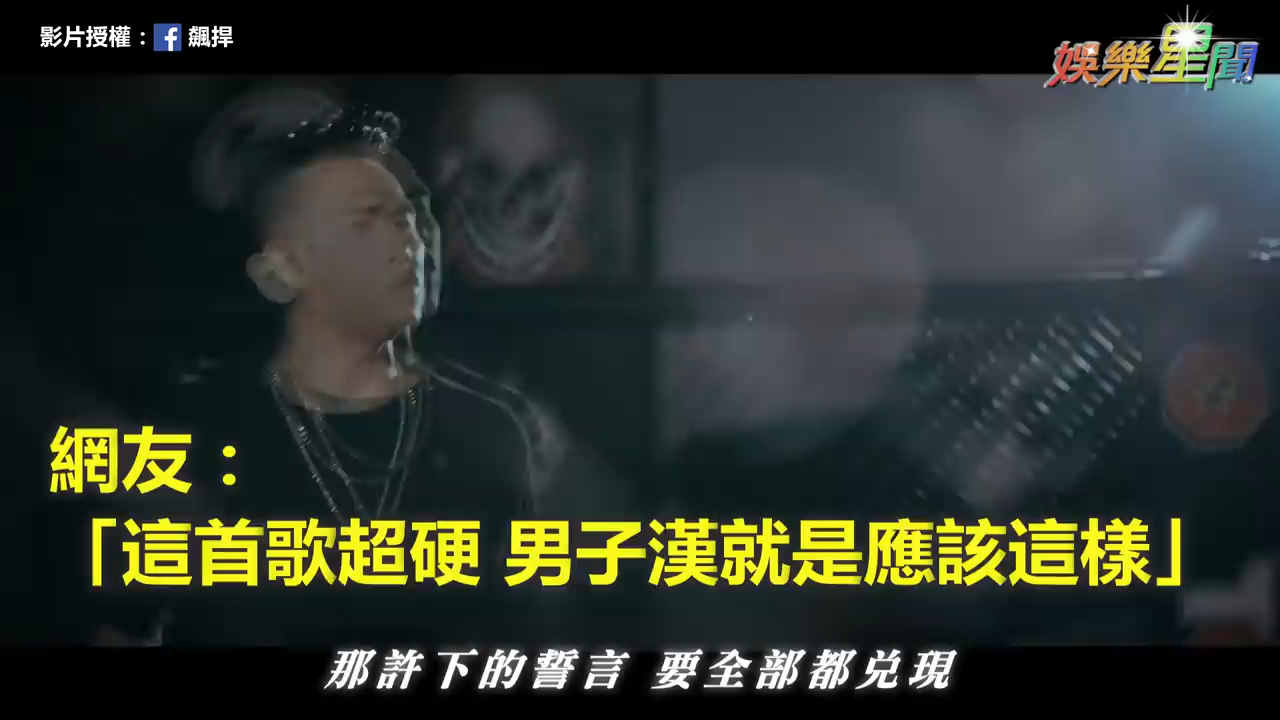 影片授權：飆捍
娛樂星聞
網友：
「這首歌超硬 男子漢就是應該這樣」
那許下的誓言 要全部都兌現